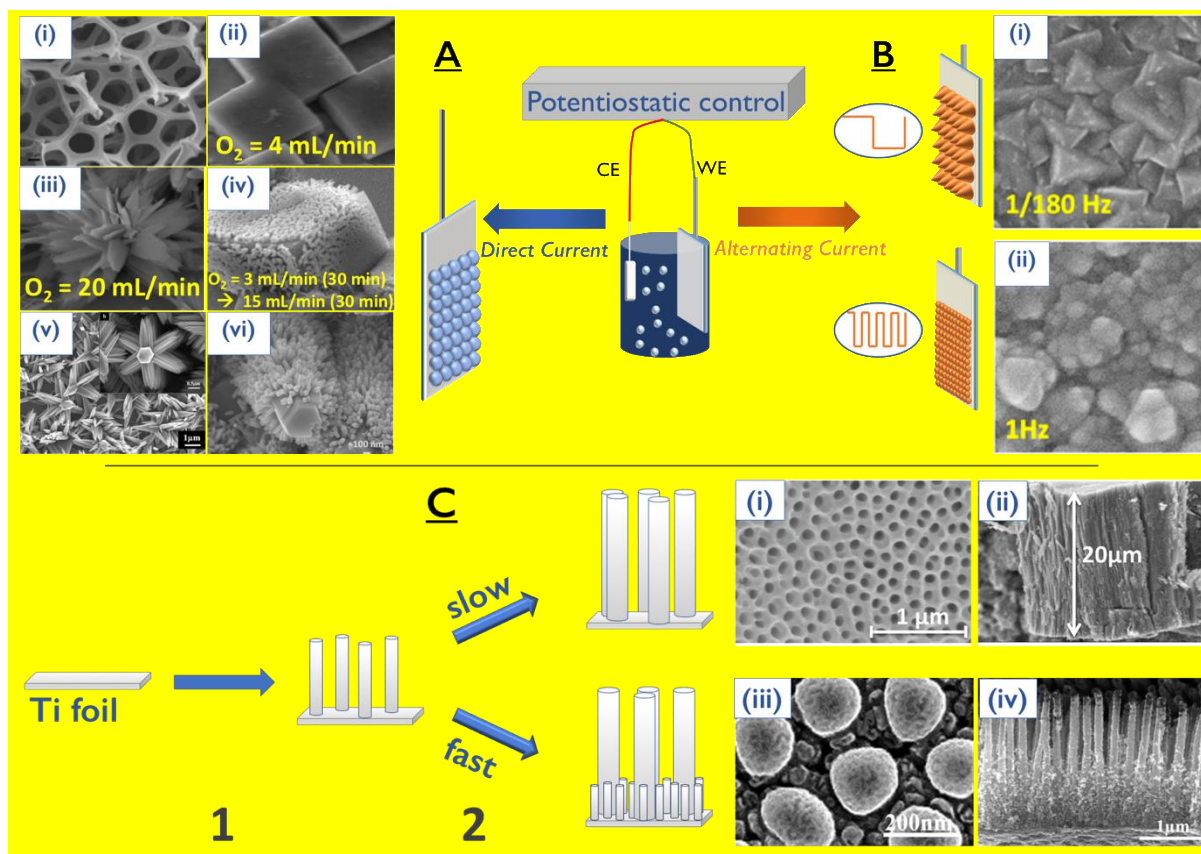 (i)
(ii)
O₂ = 4 mL/min
(iii)
O₂ = 20 mL/min
(iv)
O₂ = 3 mL/min (30 min)
→ 15 mL/min (30 min)
(v)
1μm
(vi)
100 nm
A
Potentiostatic control
CE
WE
Direct Current
Alternating Current
B
(i)
1/180 Hz
(ii)
1Hz
C
Ti foil
1
slow
fast
2
(i)
1 μm
(ii)
20μm
(iii)
200nm
(iv)
1μm